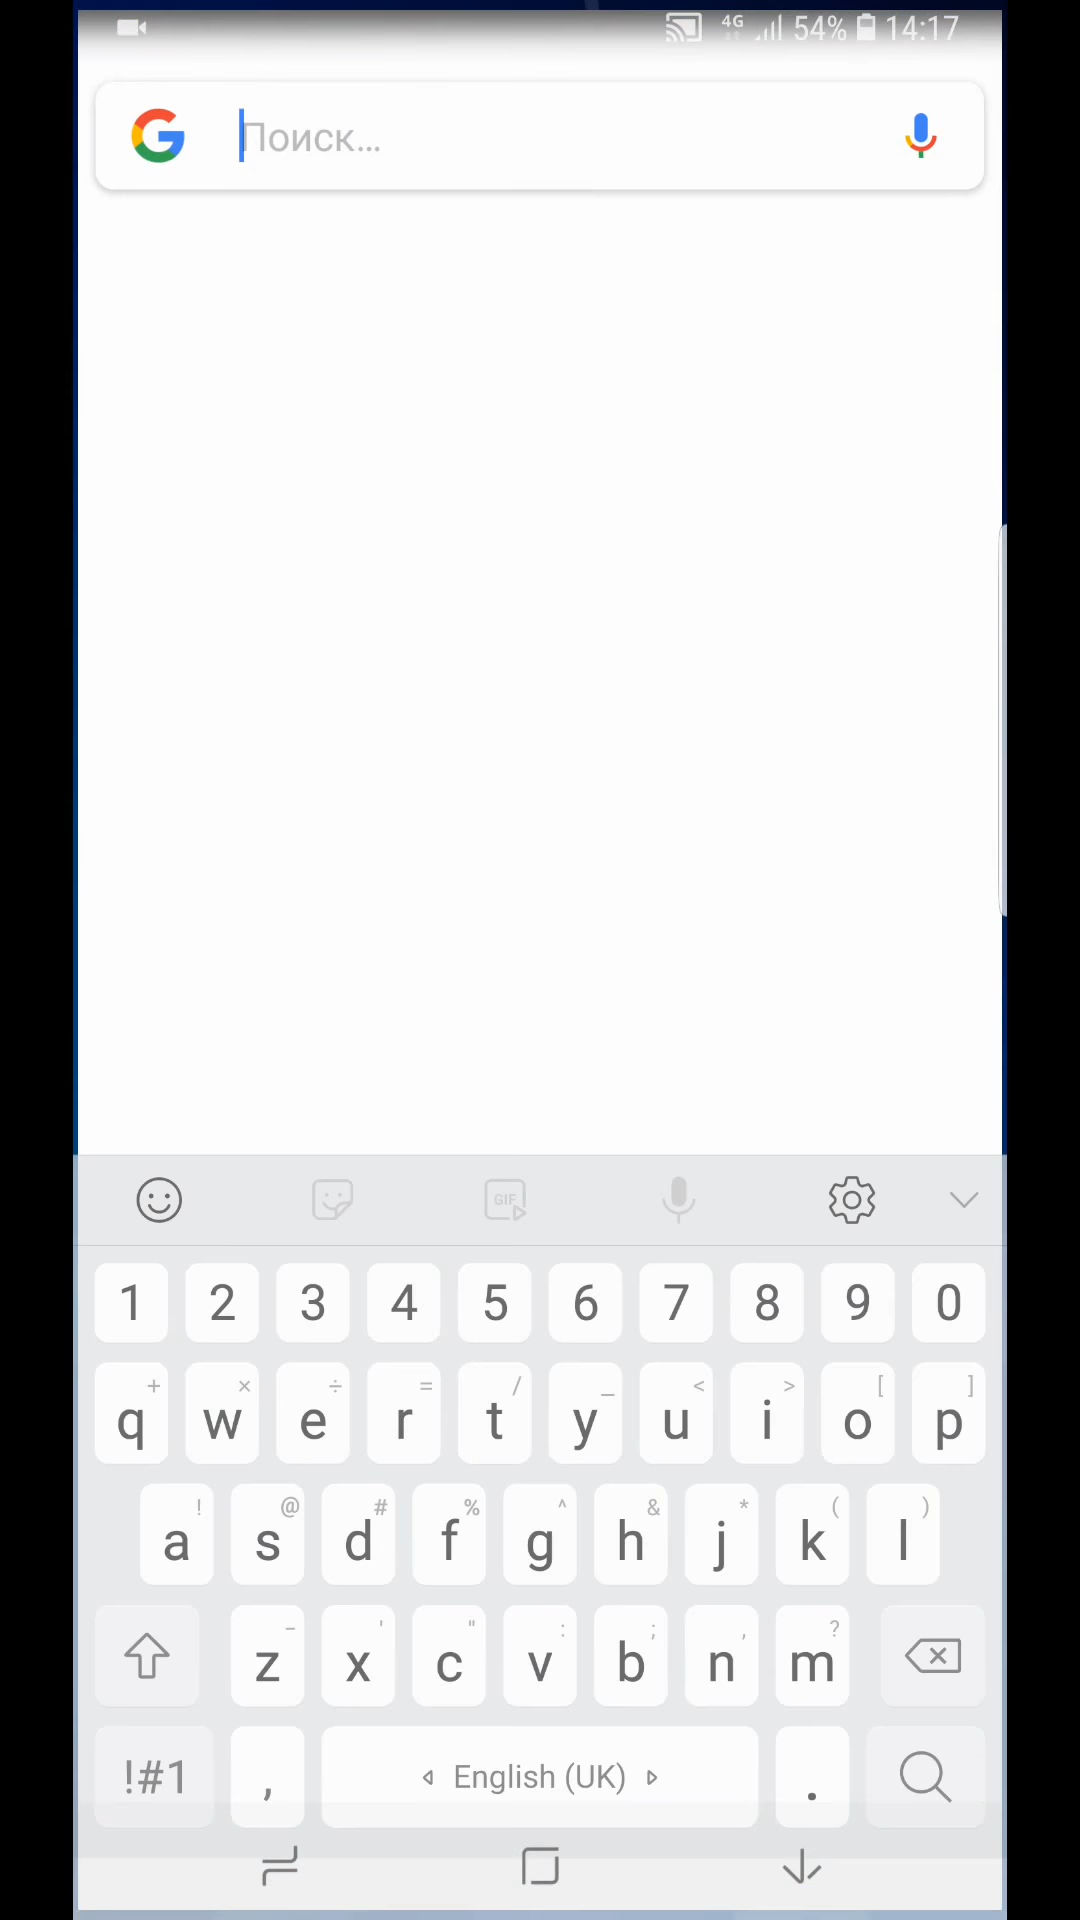 4G 54% 14:17
G Поиск...
GIF
1 2 3 4 5 6 7 8 9 0
+ × ÷ = / _ < > [ ]
q w e r t y u i o p
! @ # % ^ & * ( )
a s d f g h j k l
- ' " : ; , ?
z x c v b n m
!#1 , English (UK) .